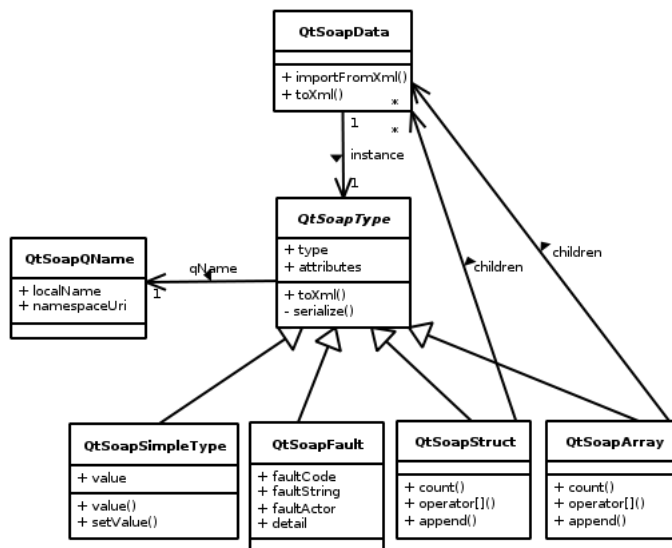 QtSoapData
+ importFromXml()
+ toXml()
*
*
1
instance
1
QtSoapType
+ type
+ attributes
+ toXml()
- serialize()
QtSoapQName
+ localName
+ namespaceUri
qName
1
children
children
QtSoapSimpleType
+ value
+ value()
+ setValue()
QtSoapFault
+ faultCode
+ faultString
+ faultActor
+ detail
QtSoapStruct
+ count()
+ operator[]()
+ append()
QtSoapArray
+ count()
+ operator[]()
+ append()